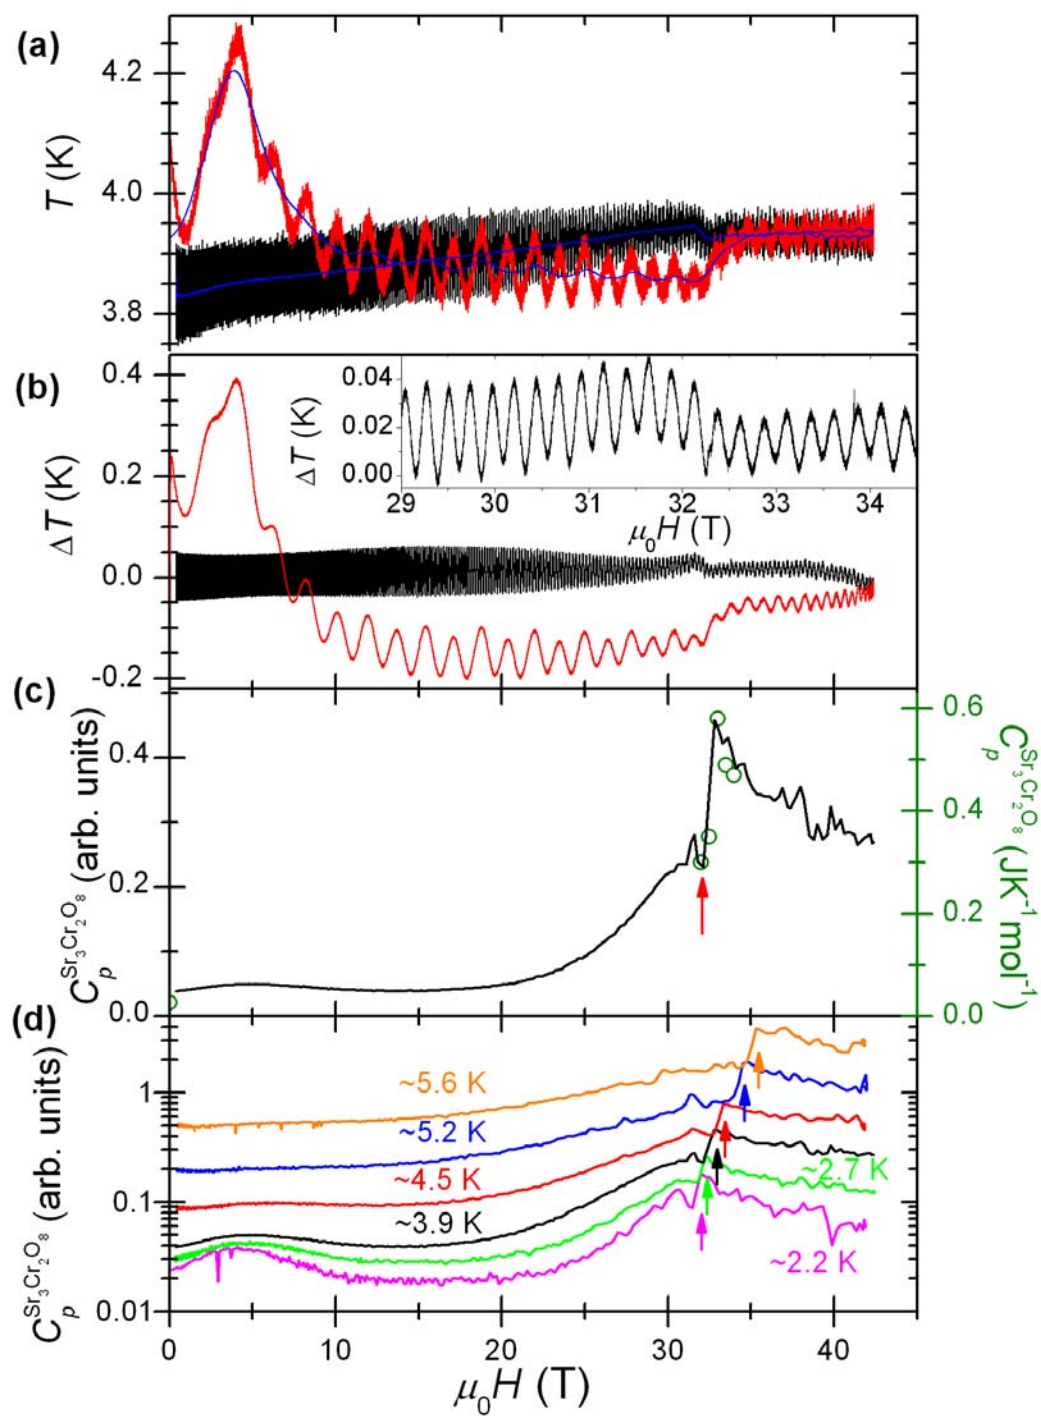 (a)
4.2
4.0
3.8
T (K)
(b)
0.4
0.2
0.0
-0.2
ΔT (K)
0.04
0.02
0.00
ΔT (K)
29 30 31 32 33 34
μ₀H (T)
(c)
0.4
0.2
0.0
C_p^{Sr₃Cr₂O₈} (arb. units)
0.6
0.4
0.2
0.0
C_p^{Sr₃Cr₂O₈} (JK⁻¹mol⁻¹)
(d)
1
0.1
0.01
C_p^{Sr₃Cr₂O₈} (arb. units)
~5.6 K
~5.2 K
~4.5 K
~2.7 K
~3.9 K
~2.2 K
0 10 20 30 40
μ₀H (T)